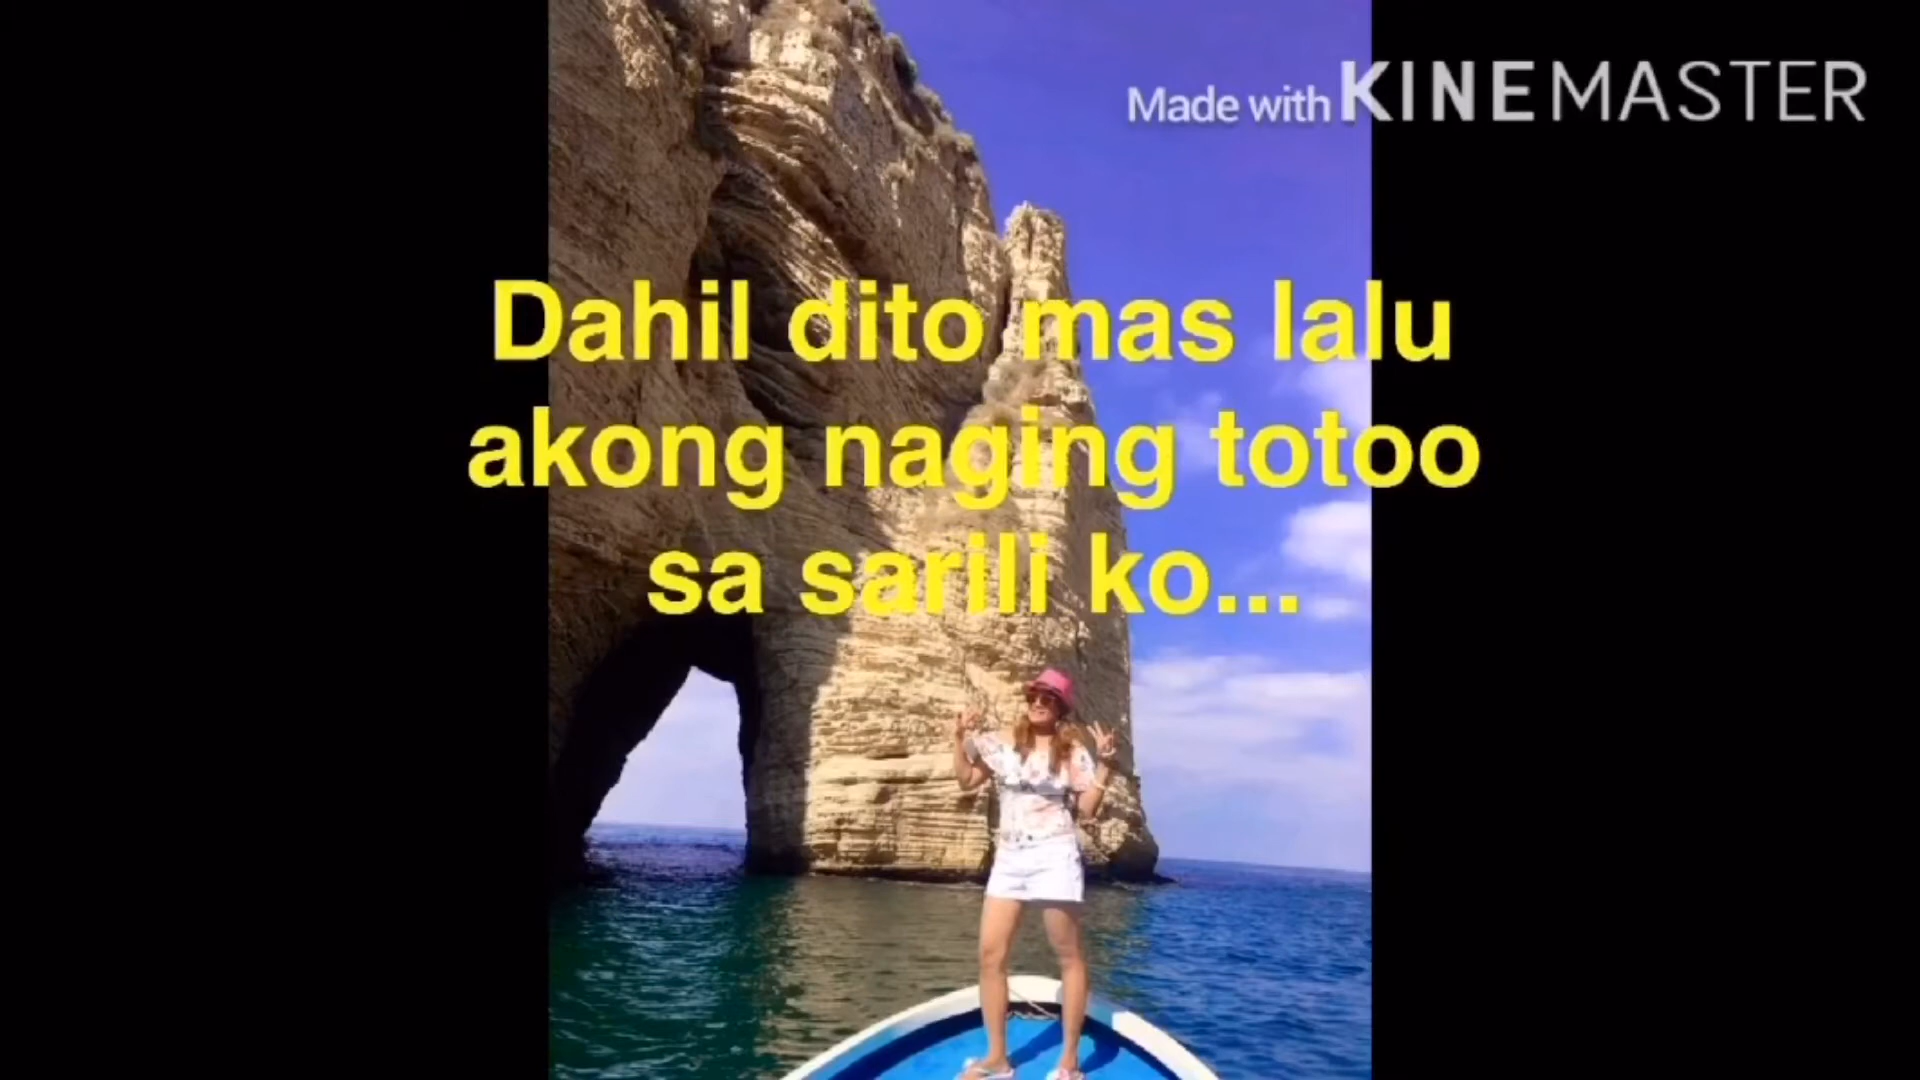 Made with KINEMASTER
Dahil dito mas lalu
akong naging totoo
sa sarili ko...